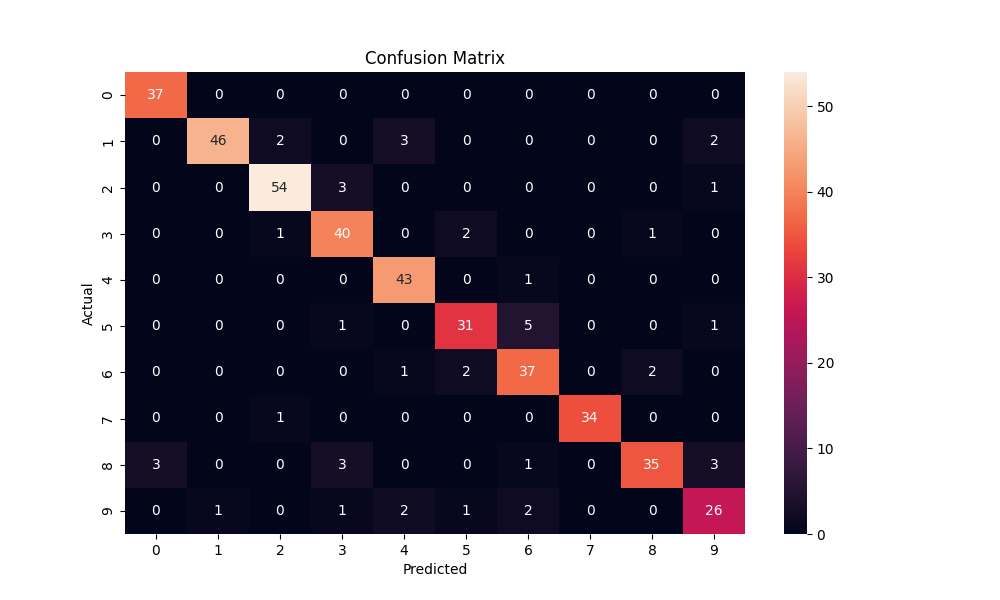 Confusion Matrix
0 37 0 0 0 0 0 0 0 0 0
1 0 46 2 0 3 0 0 0 0 2
2 0 0 54 3 0 0 0 0 0 1
3 0 0 1 40 0 2 0 0 1 0
4 0 0 0 0 43 0 1 0 0 0
5 0 0 0 1 0 31 5 0 0 1
6 0 0 0 0 1 2 37 0 2 0
7 0 0 1 0 0 0 0 34 0 0
8 3 0 0 3 0 0 1 0 35 3
9 0 1 0 1 2 1 2 0 0 26
0 1 2 3 4 5 6 7 8 9
Predicted
Actual
50
40
30
20
10
0